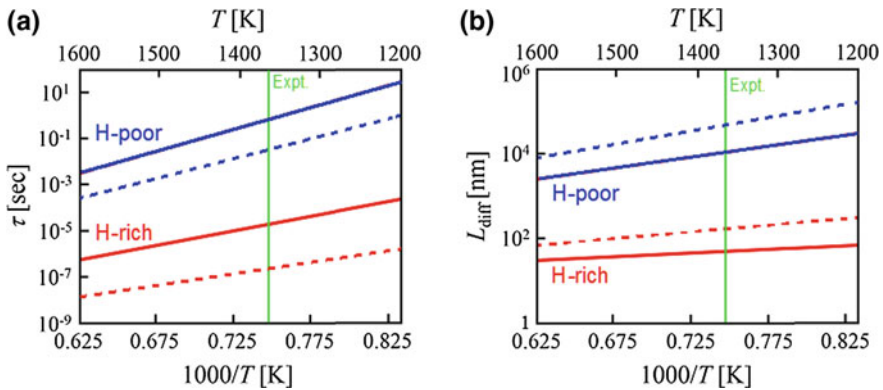 (a)
T [K]
1600 1500 1400 1300 1200
10^1
10^-1
10^-3
10^-5
10^-7
10^-9
τ [sec]
Expt.
H-poor
H-rich
0.625 0.675 0.725 0.775 0.825
1000/T [K]
(b)
T [K]
1600 1500 1400 1300 1200
10^6
10^4
10^2
1
L_diff [nm]
Expt.
H-poor
H-rich
0.625 0.675 0.725 0.775 0.825
1000/T [K]